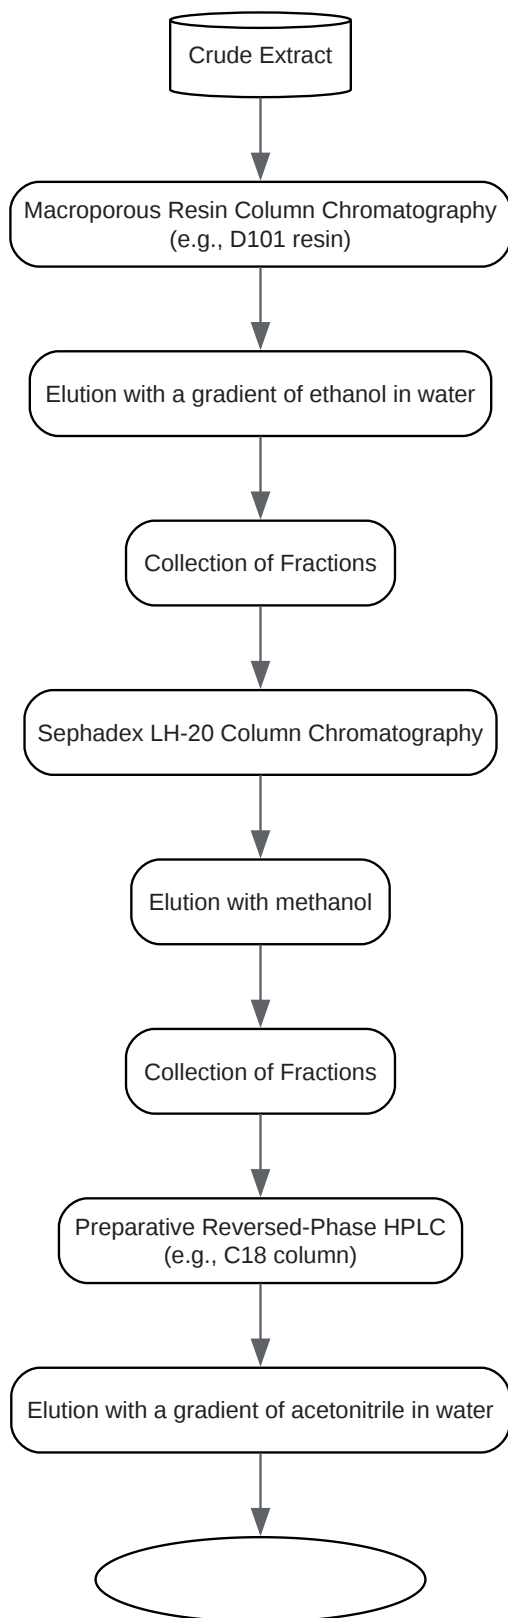 Crude Extract
Macroporous Resin Column Chromatography
(e.g., D101 resin)
Elution with a gradient of ethanol in water
Collection of Fractions
Sephadex LH-20 Column Chromatography
Elution with methanol
Collection of Fractions
Preparative Reversed-Phase HPLC
(e.g., C18 column)
Elution with a gradient of acetonitrile in water